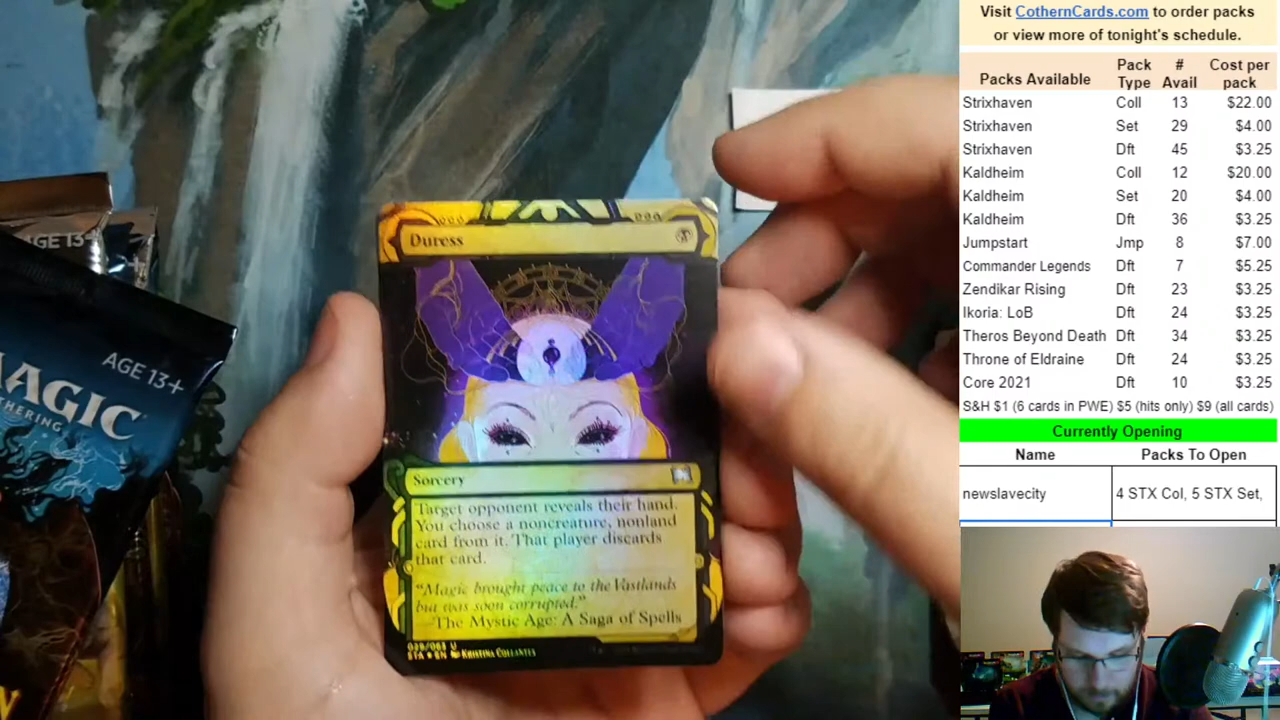 AGE 13+
MAGIC
THE GATHERING
AGE 13+
Duress
Sorcery
Target opponent reveals their hand.
You choose a noncreature, nonland
card from it. That player discards
that card.
"Magic brought peace to the Vastlands
but was soon corrupted."
—The Mystic Age: A Saga of Spells
029/063 U
STA EN KRISTINA COLLANTES
Visit CothernCards.com to order packs
or view more of tonight's schedule.
Packs Available Pack Type # Avail Cost per pack
Strixhaven Coll 13 $22.00
Strixhaven Set 29 $4.00
Strixhaven Dft 45 $3.25
Kaldheim Coll 12 $20.00
Kaldheim Set 20 $4.00
Kaldheim Dft 36 $3.25
Jumpstart Jmp 8 $7.00
Commander Legends Dft 7 $5.25
Zendikar Rising Dft 23 $3.25
Ikoria: LoB Dft 24 $3.25
Theros Beyond Death Dft 34 $3.25
Throne of Eldraine Dft 24 $3.25
Core 2021 Dft 10 $3.25
S&H $1 (6 cards in PWE) $5 (hits only) $9 (all cards)
Currently Opening
Name Packs To Open
newslavecity 4 STX Col, 5 STX Set,